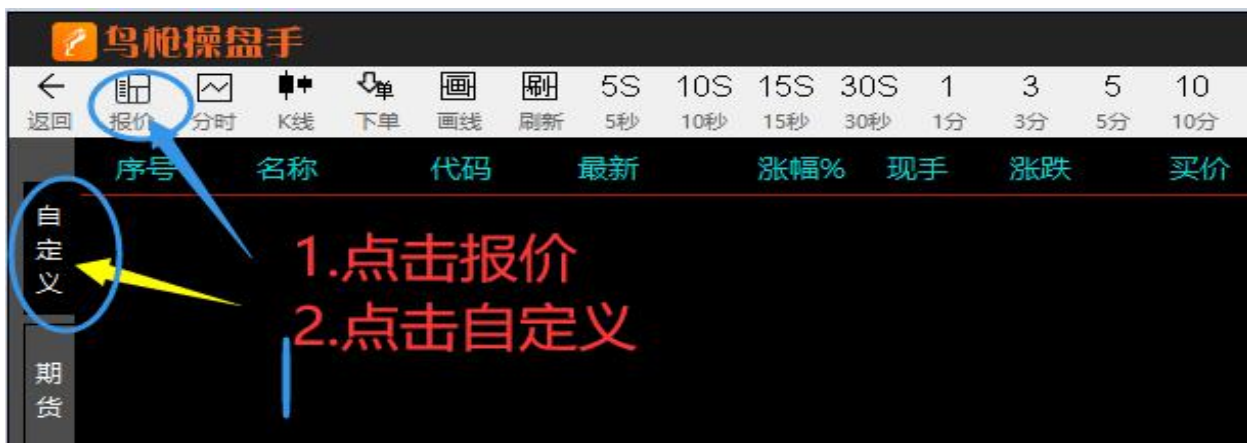 鸟枪操盘手
5S 10S 15S 30S 1 3 5 10
返回 报价 分时 K线 下单 画线 刷新 5秒 10秒 15秒 30秒 1分 3分 5分 10分
序号 名称 代码 最新 涨幅% 现手 涨跌 买价
自定义
1.点击报价
2.点击自定义
期货